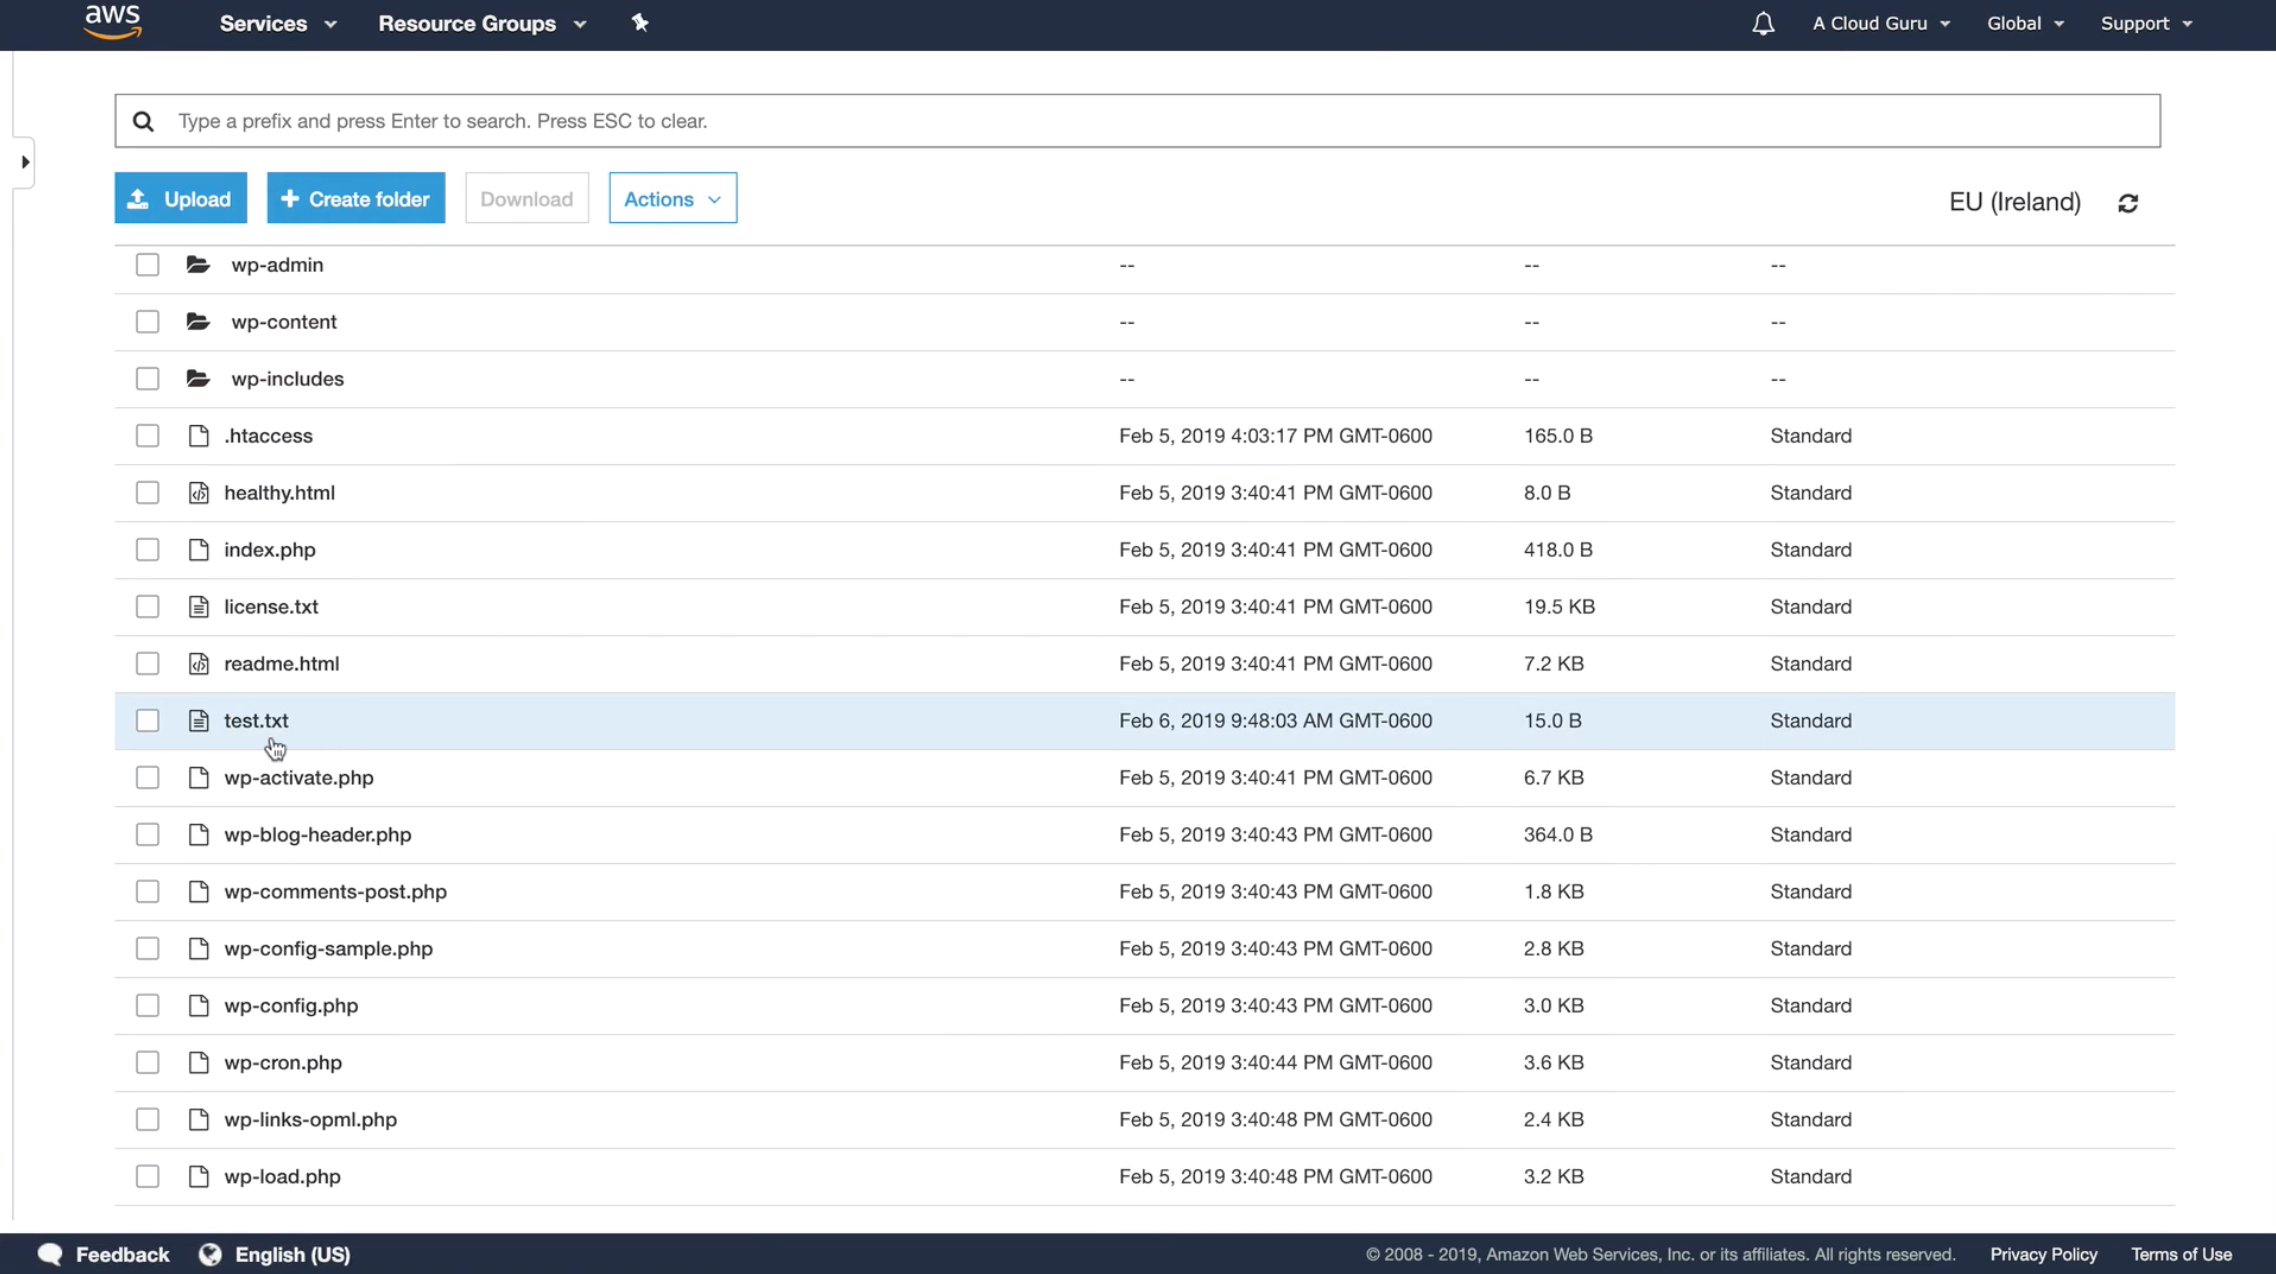 aws Services Resource Groups A Cloud Guru Global Support
Type a prefix and press Enter to search. Press ESC to clear.
Upload Create folder Download Actions EU (Ireland)
wp-admin -- -- --
wp-content -- -- --
wp-includes -- -- --
.htaccess Feb 5, 2019 4:03:17 PM GMT-0600 165.0 B Standard
healthy.html Feb 5, 2019 3:40:41 PM GMT-0600 8.0 B Standard
index.php Feb 5, 2019 3:40:41 PM GMT-0600 418.0 B Standard
license.txt Feb 5, 2019 3:40:41 PM GMT-0600 19.5 KB Standard
readme.html Feb 5, 2019 3:40:41 PM GMT-0600 7.2 KB Standard
test.txt Feb 6, 2019 9:48:03 AM GMT-0600 15.0 B Standard
wp-activate.php Feb 5, 2019 3:40:41 PM GMT-0600 6.7 KB Standard
wp-blog-header.php Feb 5, 2019 3:40:43 PM GMT-0600 364.0 B Standard
wp-comments-post.php Feb 5, 2019 3:40:43 PM GMT-0600 1.8 KB Standard
wp-config-sample.php Feb 5, 2019 3:40:43 PM GMT-0600 2.8 KB Standard
wp-config.php Feb 5, 2019 3:40:43 PM GMT-0600 3.0 KB Standard
wp-cron.php Feb 5, 2019 3:40:44 PM GMT-0600 3.6 KB Standard
wp-links-opml.php Feb 5, 2019 3:40:48 PM GMT-0600 2.4 KB Standard
wp-load.php Feb 5, 2019 3:40:48 PM GMT-0600 3.2 KB Standard
Feedback English (US) © 2008 - 2019, Amazon Web Services, Inc. or its affiliates. All rights reserved. Privacy Policy Terms of Use